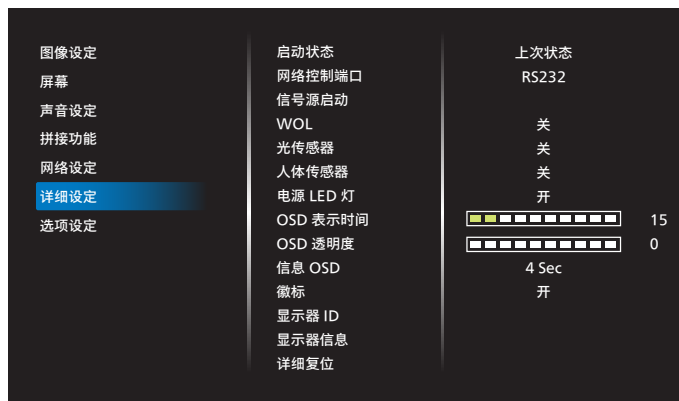 图像设定
屏幕
声音设定
拼接功能
网络设定
详细设定
选项设定
启动状态 上次状态
网络控制端口 RS232
信号源启动
WOL 关
光传感器 关
人体传感器 关
电源 LED 灯 开
OSD 表示时间 15
OSD 透明度 0
信息 OSD 4 Sec
徽标 开
显示器 ID
显示器信息
详细复位